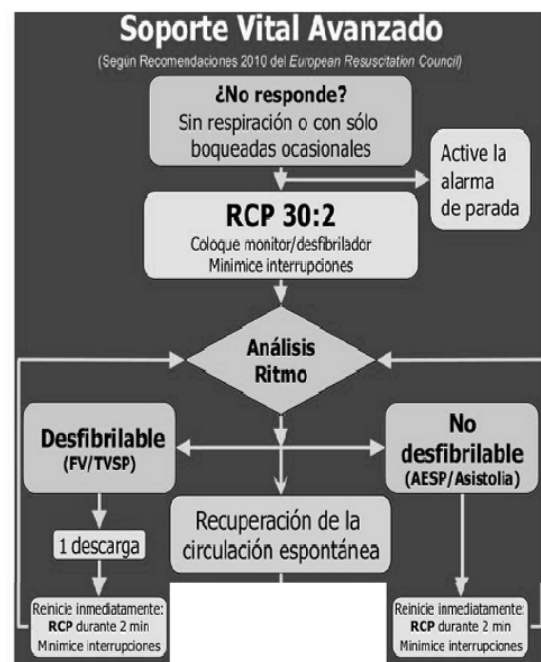 Soporte Vital Avanzado
(Según Recomendaciones 2010 del European Resuscitation Council)
¿No responde?
Sin respiración o con sólo
boqueadas ocasionales
Active la
alarma
de parada
RCP 30:2
Coloque monitor/desfibrilador
Minimice interrupciones
Análisis
Ritmo
Desfibrilable
(FV/TVSP)
No
desfibrilable
(AESP/Asistolia)
1 descarga
Recuperación de la
circulación espontánea
Reinicie inmediatamente:
RCP durante 2 min
Minimice interrupciones
Reinicie inmediatamente:
RCP durante 2 min
Minimice interrupciones